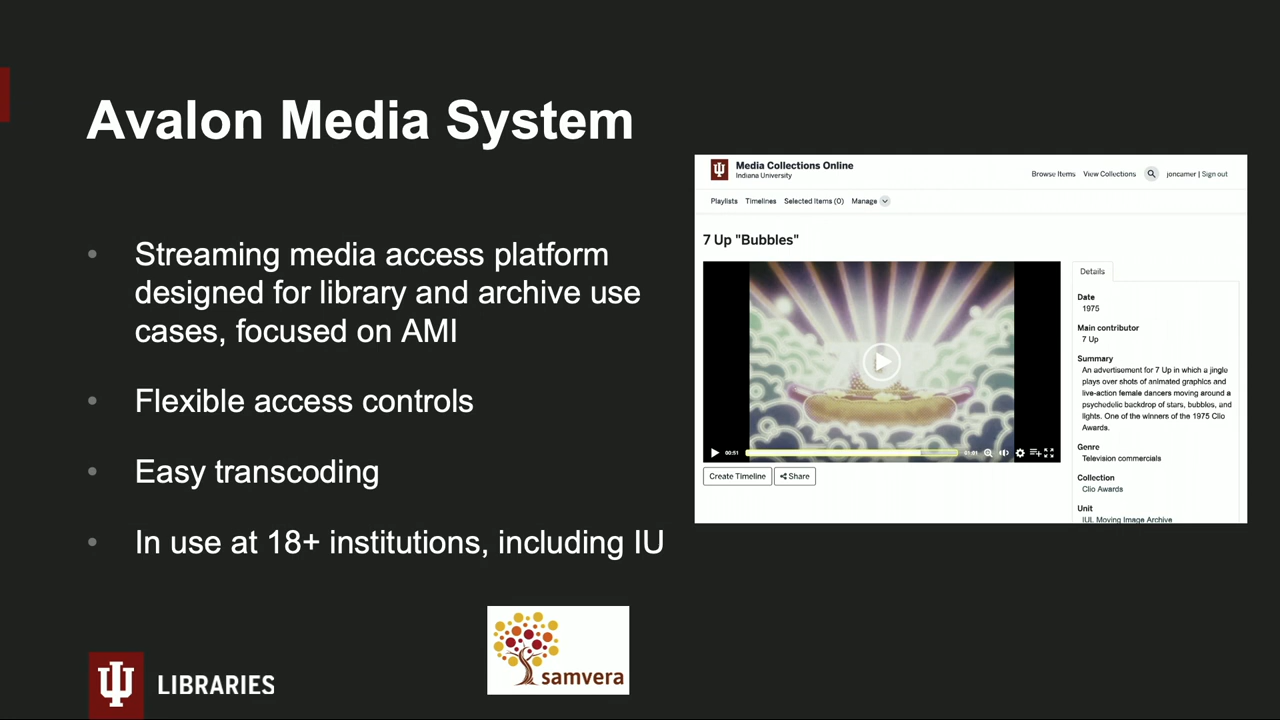 Avalon Media System
Streaming media access platform
designed for library and archive use
cases, focused on AMI
Flexible access controls
Easy transcoding
In use at 18+ institutions, including IU
Media Collections Online
Indiana University
Browse Items View Collections joncamer | Sign out
Playlists Timelines Selected Items (0) Manage
7 Up "Bubbles"
00:51 01:01
Create Timeline Share
Details
Date
1975
Main contributor
7 Up
Summary
An advertisement for 7 Up in which a jingle
plays over shots of animated graphics and
live-action female dancers moving around a
psychedelic backdrop of stars, bubbles, and
lights. One of the winners of the 1975 Clio
Awards.
Genre
Television commercials
Collection
Clio Awards
Unit
IUL Moving Image Archive
samvera
LIBRARIES